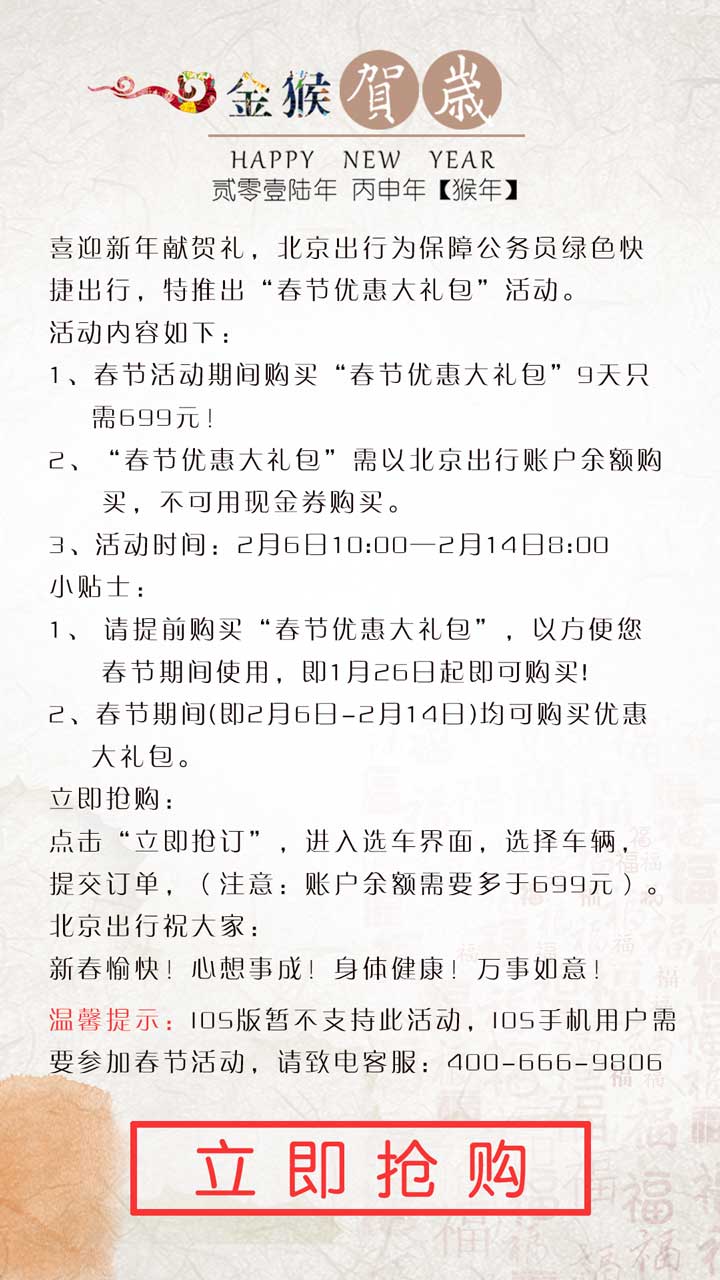 金猴賀歲
HAPPY NEW YEAR
贰零壹陆年 丙申年【猴年】
喜迎新年献贺礼，北京出行为保障公务员绿色快
捷出行，特推出“春节优惠大礼包”活动。
活动内容如下：
1、春节活动期间购买“春节优惠大礼包”9天只
需699元！
2、“春节优惠大礼包”需以北京出行账户余额购
买，不可用现金券购买。
3、活动时间：2月6日10:00—2月14日8:00
小贴士：
1、 请提前购买“春节优惠大礼包”，以方便您
春节期间使用，即1月26日起即可购买!
2、春节期间(即2月6日-2月14日)均可购买优惠
大礼包。
立即抢购：
点击“立即抢订”，进入选车界面，选择车辆，
提交订单，（注意：账户余额需要多于699元）。
北京出行祝大家：
新春愉快！心想事成！身体健康！万事如意！
温馨提示：IOS版暂不支持此活动，IOS手机用户需
要参加春节活动，请致电客服：400-666-9806
立即抢购